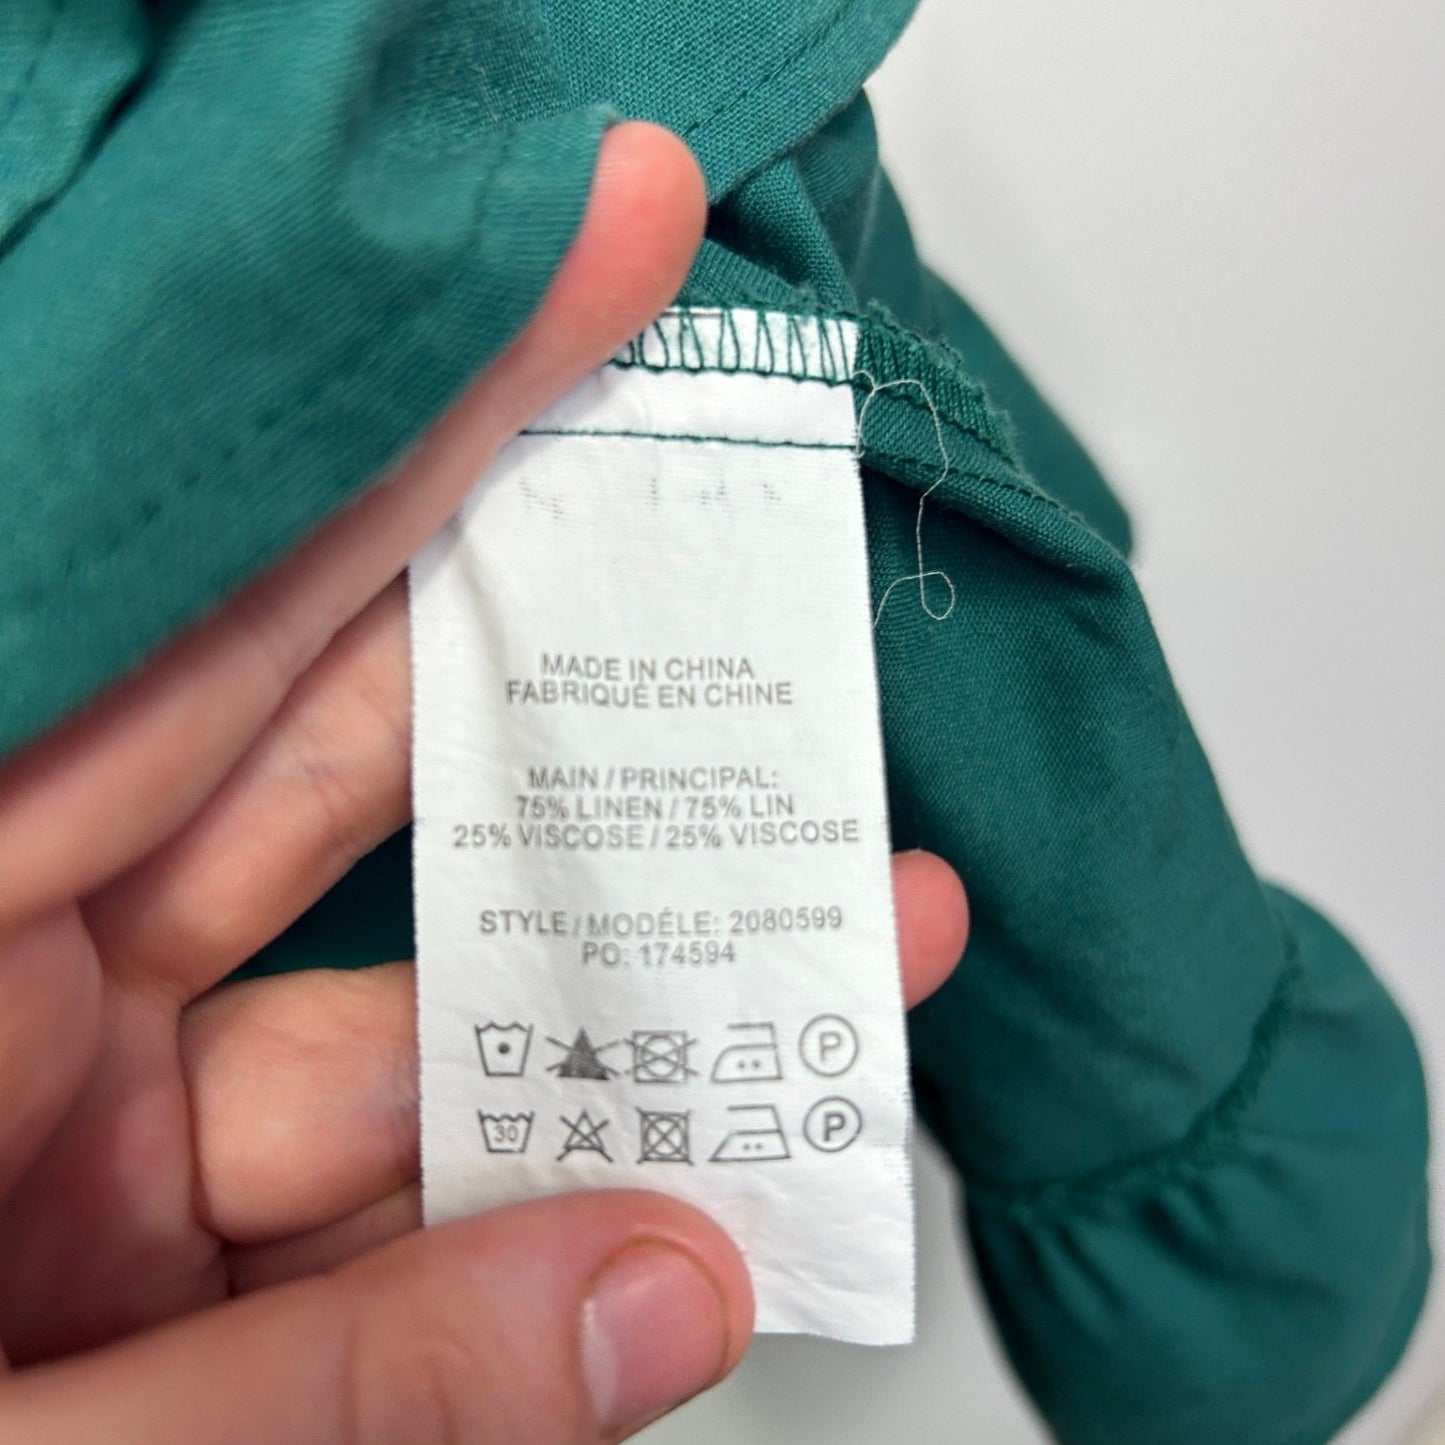 MADE IN CHINA
FABRIQUÉ EN CHINE
MAIN / PRINCIPAL:
75% LINEN / 75% LIN
25% VISCOSE / 25% VISCOSE
STYLE / MODÉLE: 2080599
PO: 174594
P
30 P